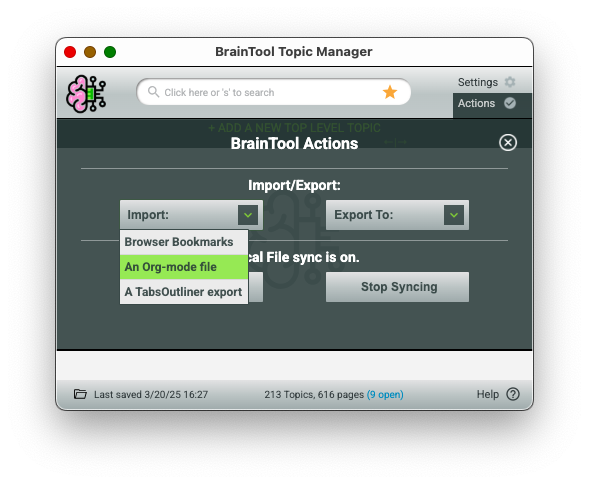 BrainTool Topic Manager
Click here or 's' to search
Settings
Actions
+ ADD A NEW TOP LEVEL TOPIC
BrainTool Actions
Import/Export:
Import:
Export To:
Browser Bookmarks
An Org-mode file
A TabsOutliner export
cal File sync is on.
Stop Syncing
Last saved 3/20/25 16:27
213 Topics, 616 pages (9 open)
Help